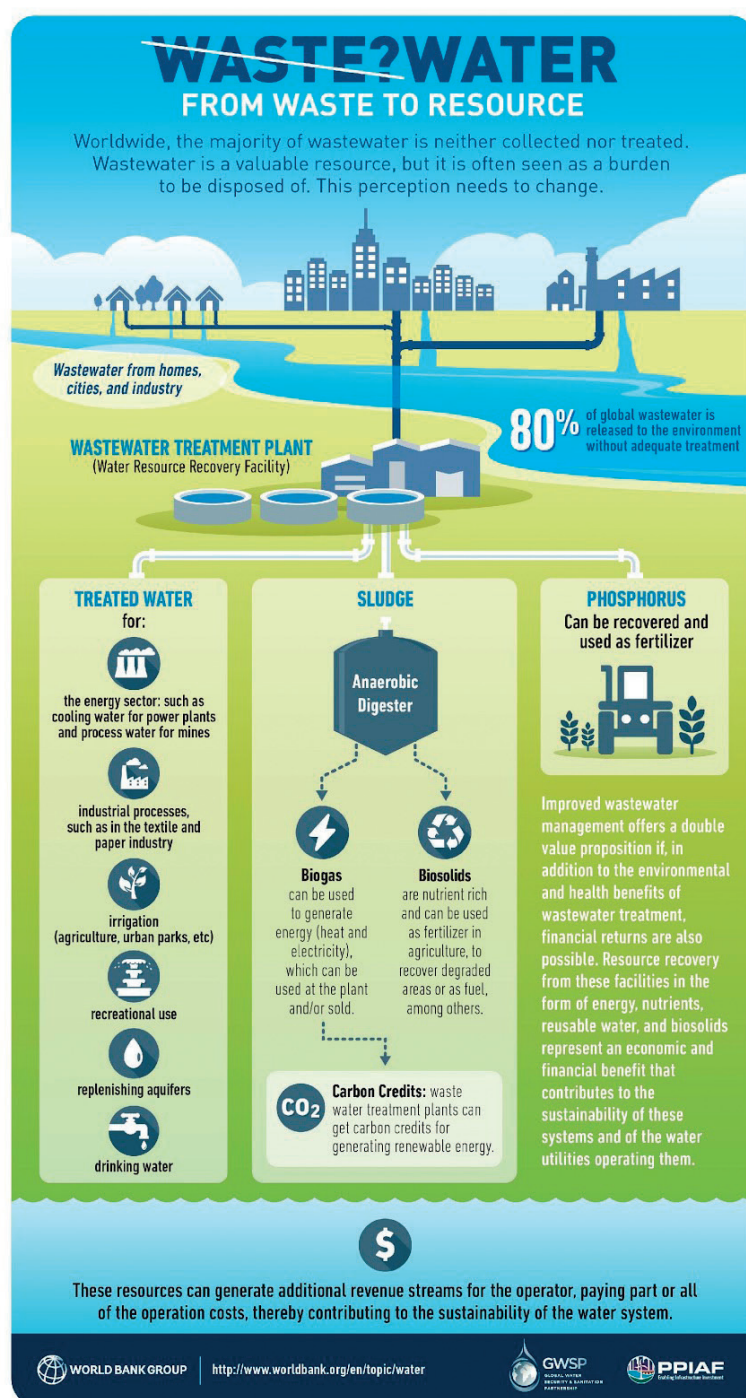 WASTE?WATER
FROM WASTE TO RESOURCE
Worldwide, the majority of wastewater is neither collected nor treated.
Wastewater is a valuable resource, but it is often seen as a burden
to be disposed of. This perception needs to change.
Wastewater from homes,
cities, and industry
80%
of global wastewater is
released to the environment
without adequate treatment
WASTEWATER TREATMENT PLANT
(Water Resource Recovery Facility)
TREATED WATER
for:
the energy sector: such as
cooling water for power plants
and process water for mines
industrial processes,
such as in the textile and
paper industry
irrigation
(agriculture, urban parks, etc)
recreational use
replenishing aquifers
drinking water
SLUDGE
Anaerobic
Digester
Biogas
can be used
to generate
energy (heat and
electricity),
which can be
used at the plant
and/or sold.
Biosolids
are nutrient rich
and can be used
as fertilizer in
agriculture, to
recover degraded
areas or as fuel,
among others.
CO2
Carbon Credits: waste
water treatment plants can
get carbon credits for
generating renewable energy.
PHOSPHORUS
Can be recovered and
used as fertilizer
Improved wastewater
management offers a double
value proposition if, in
addition to the environmental
and health benefits of
wastewater treatment,
financial returns are also
possible. Resource recovery
from these facilities in the
form of energy, nutrients,
reusable water, and biosolids
represent an economic and
financial benefit that
contributes to the
sustainability of these
systems and of the water
utilities operating them.
$
These resources can generate additional revenue streams for the operator, paying part or all
of the operation costs, thereby contributing to the sustainability of the water system.
WORLD BANK GROUP
http://www.worldbank.org/en/topic/water
GWSP
GLOBAL WATER
SECURITY & SANITATION
PARTNERSHIP
PPIAF
Enabling Infrastructure Investment